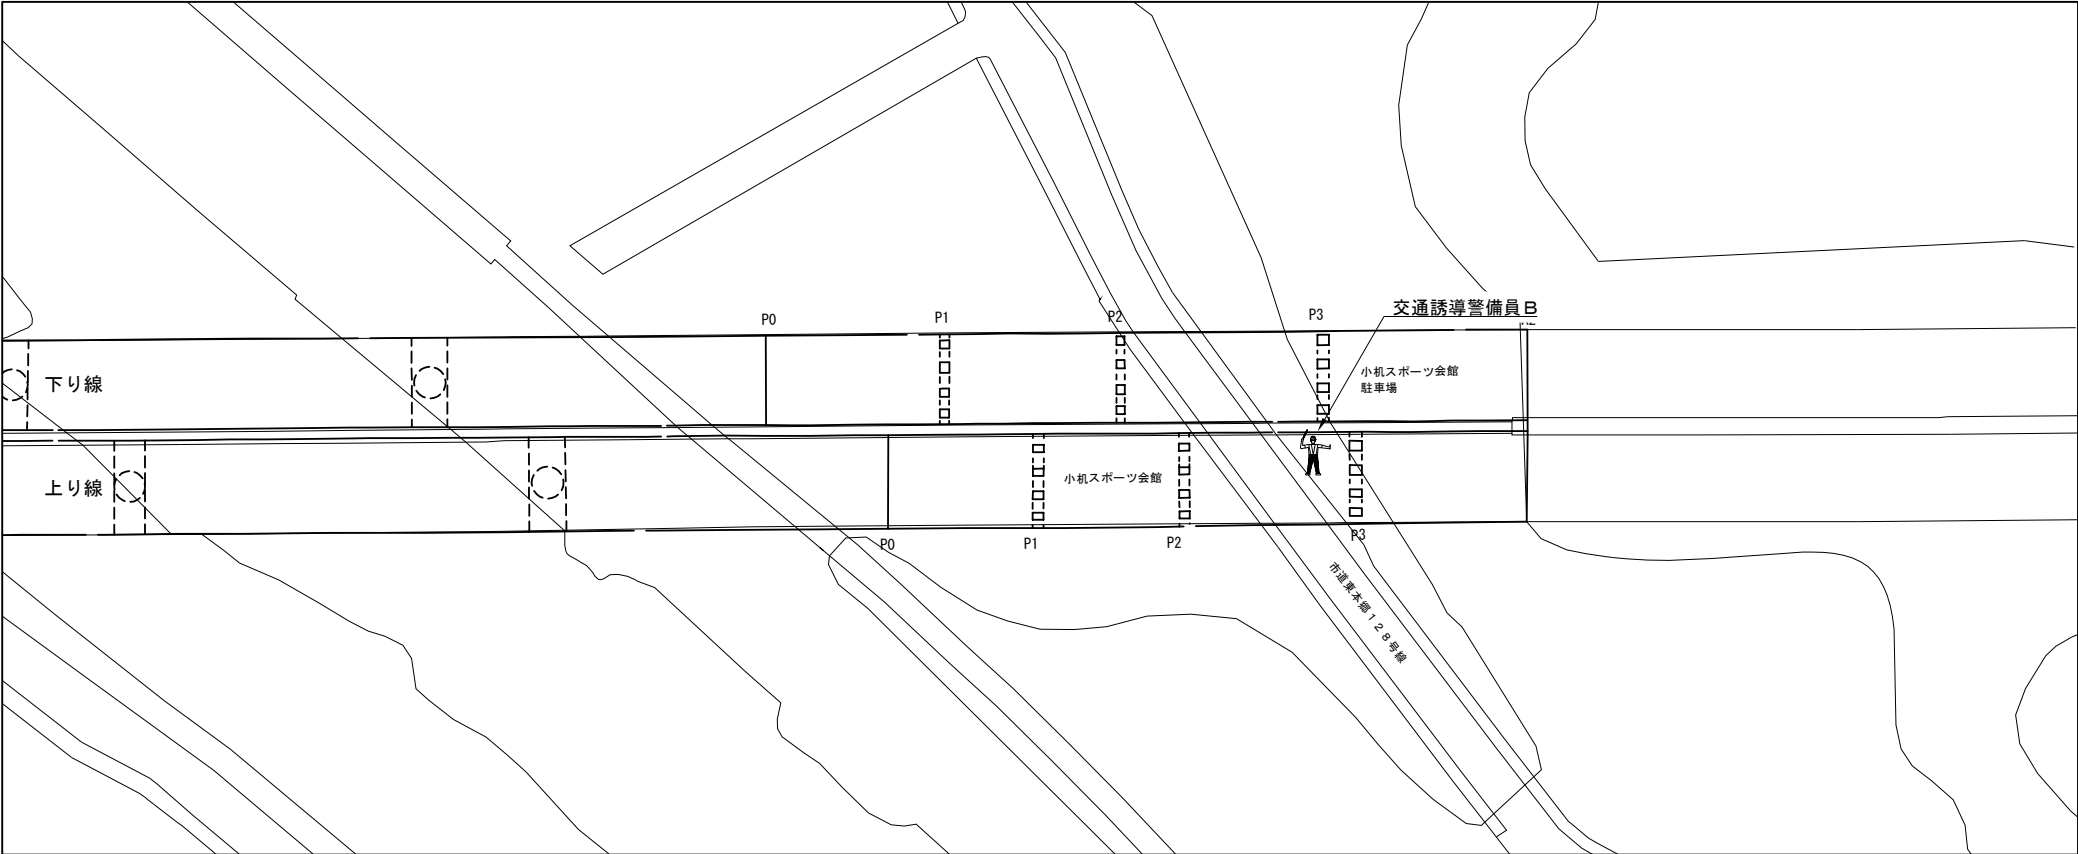 交通誘導警備員B
P0
P1
P2
P3
小机スポーツ会館
駐車場
下り線
上り線
小机スポーツ会館
P0
P1
P2
P3
市道東本郷128号線